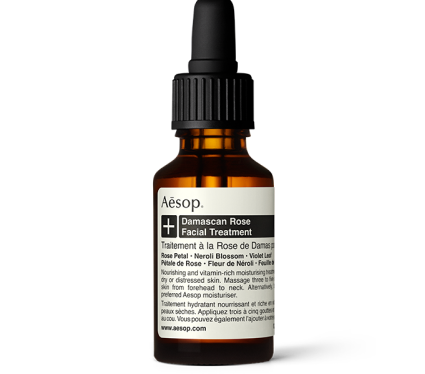 Aēsop.
+ Damascan Rose
Facial Treatment
Traitement à la Rose de Damas
Rose Petal • Neroli Blossom • Violet Leaf
Pétale de Rose • Fleur de Néroli • Feuille
Nourishing and vitamin-rich moisturising
dry or distressed skin. Massage three to
skin from forehead to neck. Alternatively,
preferred Aesop moisturiser.
Traitement hydratant nourrissant et riche en
peaux sèches. Appliquez trois à cinq gouttes
au cou. Vous pouvez également l'ajouter à
www.aesop.com